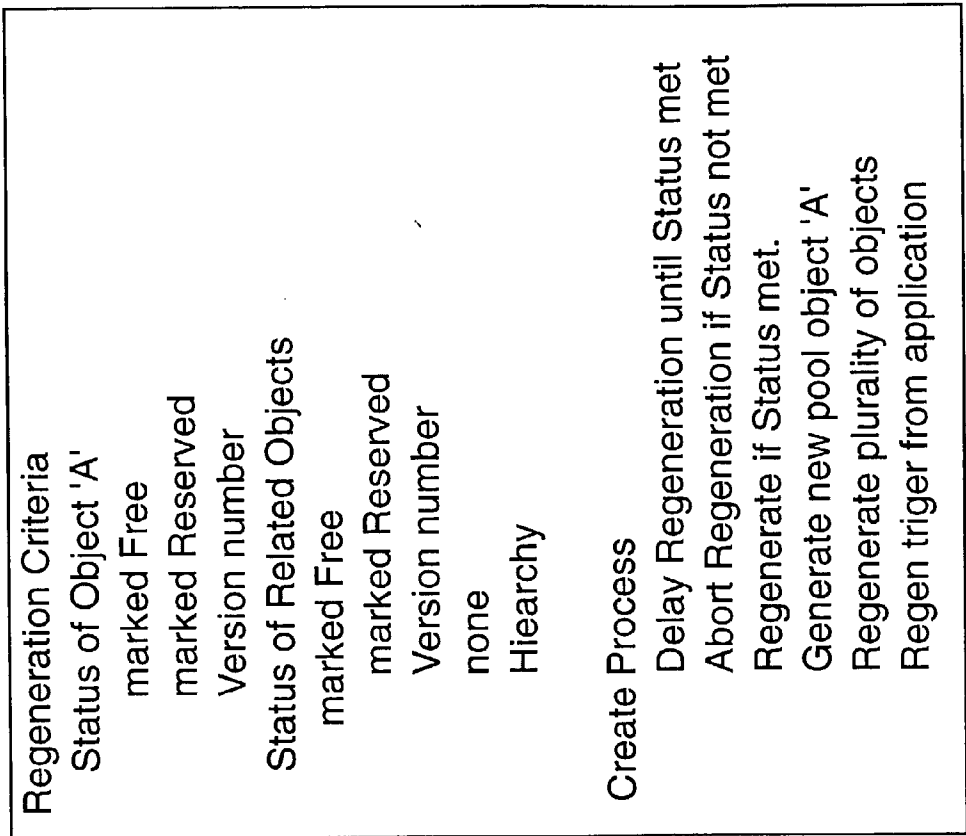 Regeneration Criteria
Status of Object 'A'
marked Free
marked Reserved
Version number
Status of Related Objects
marked Free
marked Reserved
Version number
none
Hiearchy
Create Process
Delay Regeneration until Status met
Abort Regeneration if Status not met
Regenerate if Status met.
Generate new pool object 'A'
Regenerate plurality of objects
Regen triger from application